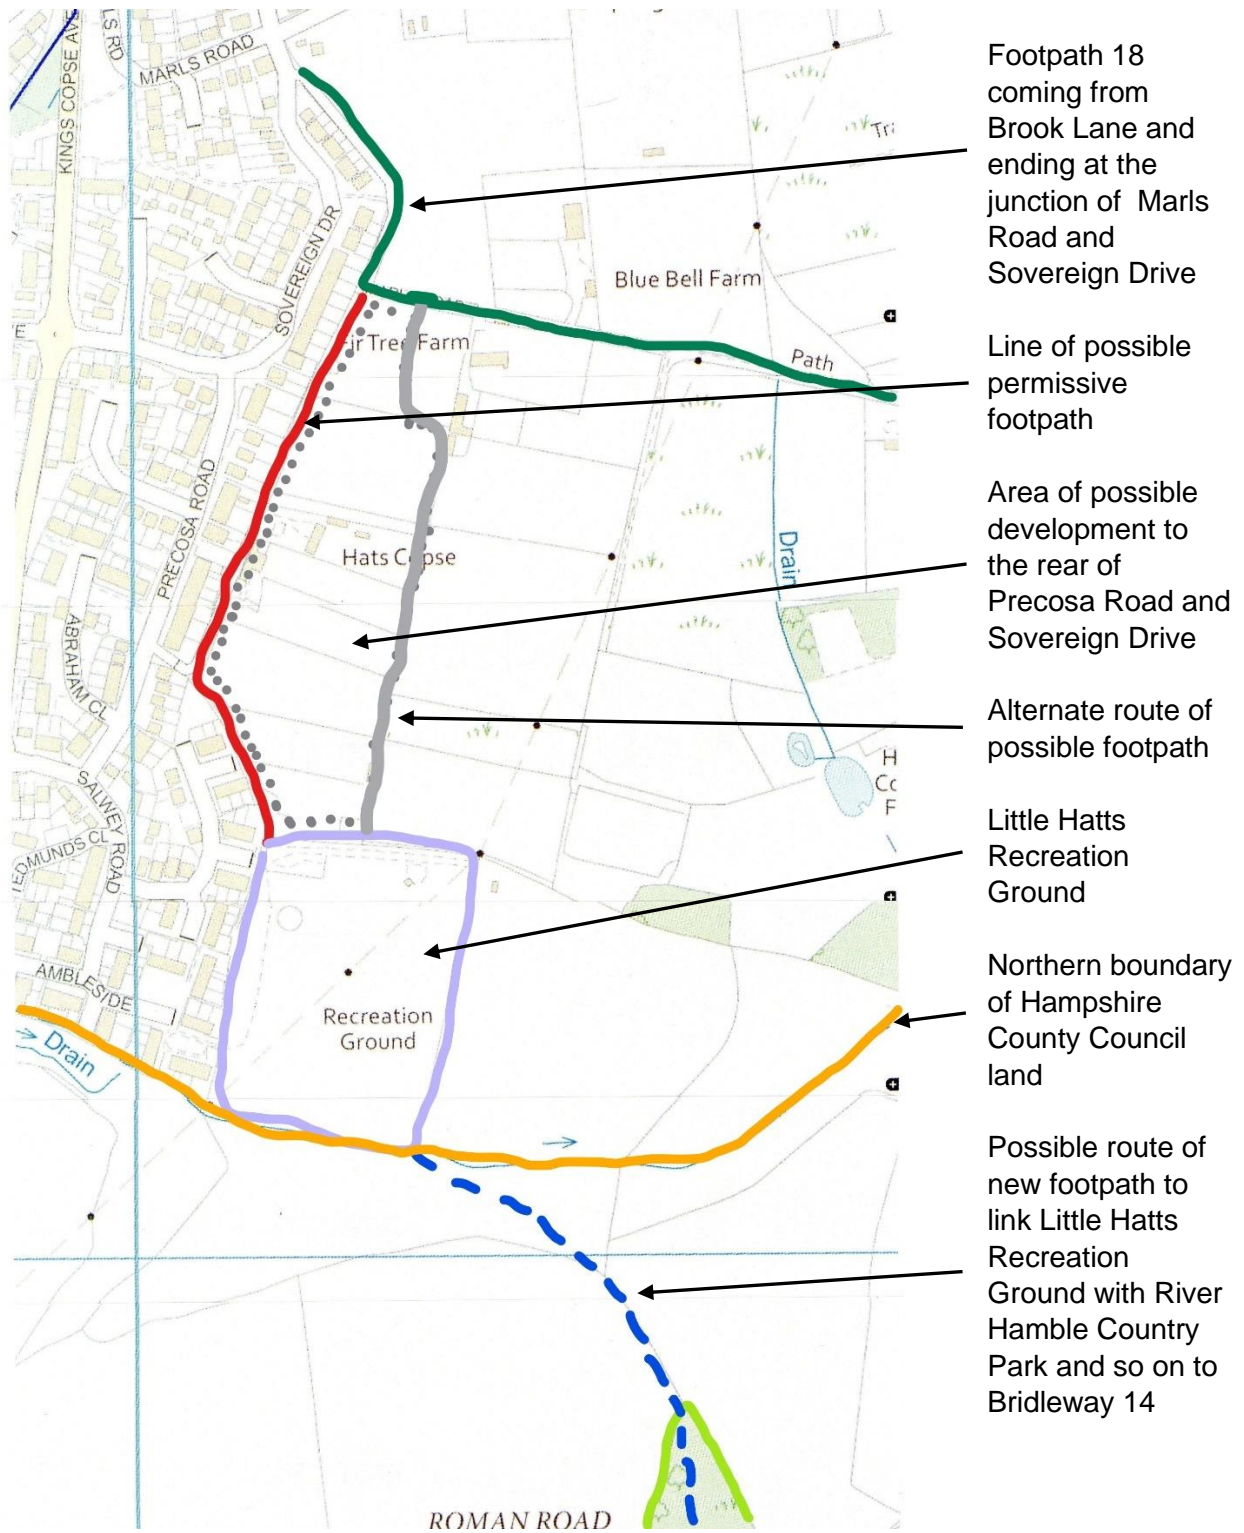 KINGS COPSE AVE
LS RD
MARLS ROAD
SOVEREIGN DR
Blue Bell Farm
E
Fir Tree Farm
Path
PRECOSA ROAD
Hats Copse
Drain
ABRAHAM CL
SALWEY ROAD
TEDMUNDS CL
H
Cc
F
AMBLESIDE
Recreation
Ground
Drain
ROMAN ROAD
Footpath 18
coming from
Brook Lane and
ending at the
junction of Marls
Road and
Sovereign Drive
Line of possible
permissive
footpath
Area of possible
development to
the rear of
Precosa Road and
Sovereign Drive
Alternate route of
possible footpath
Little Hatts
Recreation
Ground
Northern boundary
of Hampshire
County Council
land
Possible route of
new footpath to
link Little Hatts
Recreation
Ground with River
Hamble Country
Park and so on to
Bridleway 14